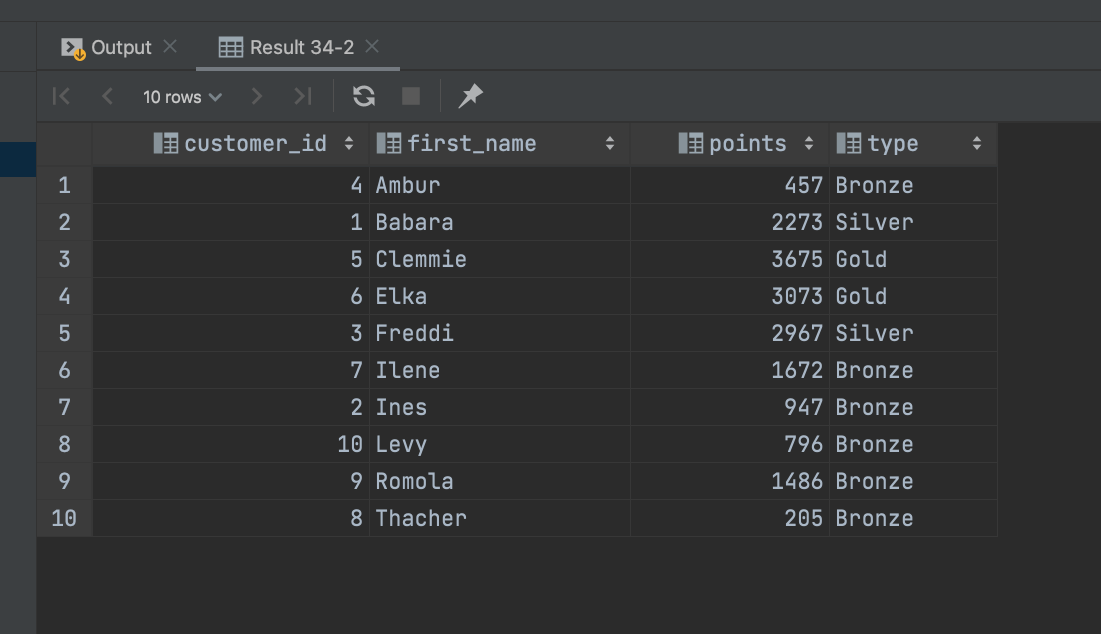 Output Result 34-2
10 rows
customer_id first_name points type
1 4 Ambur 457 Bronze
2 1 Babara 2273 Silver
3 5 Clemmie 3675 Gold
4 6 Elka 3073 Gold
5 3 Freddi 2967 Silver
6 7 Ilene 1672 Bronze
7 2 Ines 947 Bronze
8 10 Levy 796 Bronze
9 9 Romola 1486 Bronze
10 8 Thacher 205 Bronze